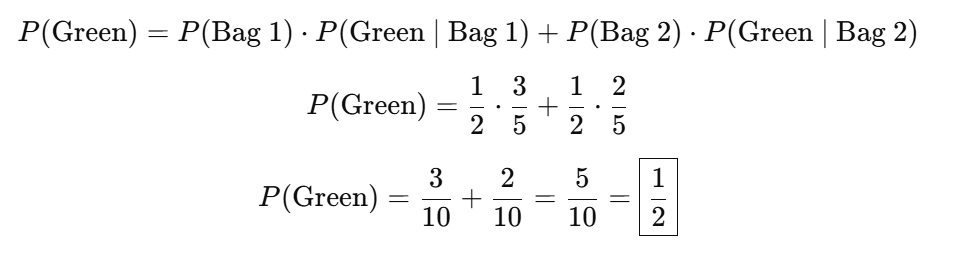 P(Green) = P(Bag 1) · P(Green | Bag 1) + P(Bag 2) · P(Green | Bag 2)
P(Green) = 1/2 · 3/5 + 1/2 · 2/5
P(Green) = 3/10 + 2/10 = 5/10 = 1/2